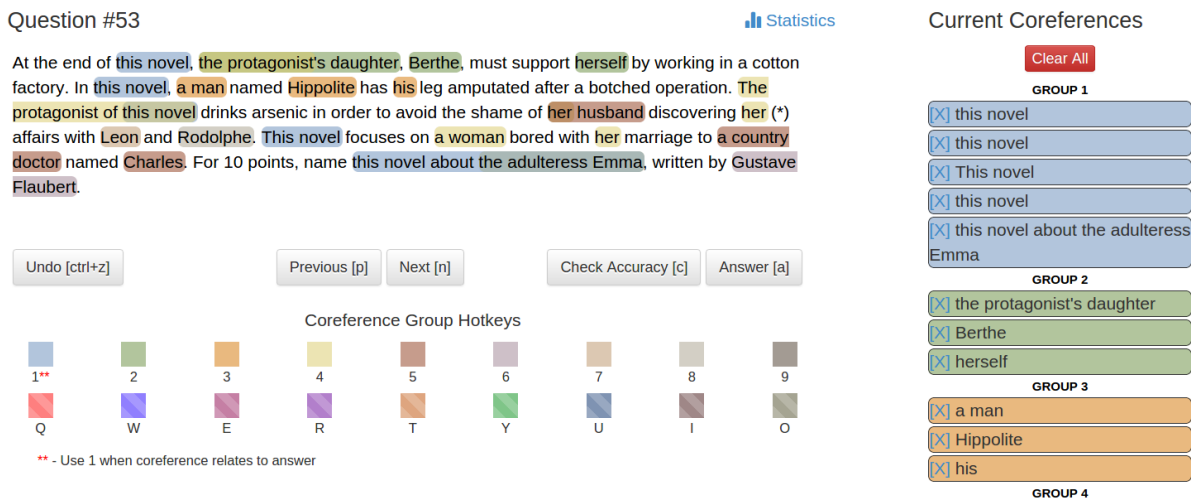 Question #53
Statistics
At the end of this novel, the protagonist's daughter, Berthe, must support herself by working in a cotton
factory. In this novel, a man named Hippolite has his leg amputated after a botched operation. The
protagonist of this novel drinks arsenic in order to avoid the shame of her husband discovering her (*)
affairs with Leon and Rodolphe. This novel focuses on a woman bored with her marriage to a country
doctor named Charles. For 10 points, name this novel about the adulteress Emma, written by Gustave
Flaubert.
Undo [ctrl+z]
Previous [p]
Next [n]
Check Accuracy [c]
Answer [a]
Coreference Group Hotkeys
1** 2 3 4 5 6 7 8 9
Q W E R T Y U I O
** - Use 1 when coreference relates to answer
Current Coreferences
Clear All
GROUP 1
[X] this novel
[X] this novel
[X] This novel
[X] this novel
[X] this novel about the adulteress
Emma
GROUP 2
[X] the protagonist's daughter
[X] Berthe
[X] herself
GROUP 3
[X] a man
[X] Hippolite
[X] his
GROUP 4